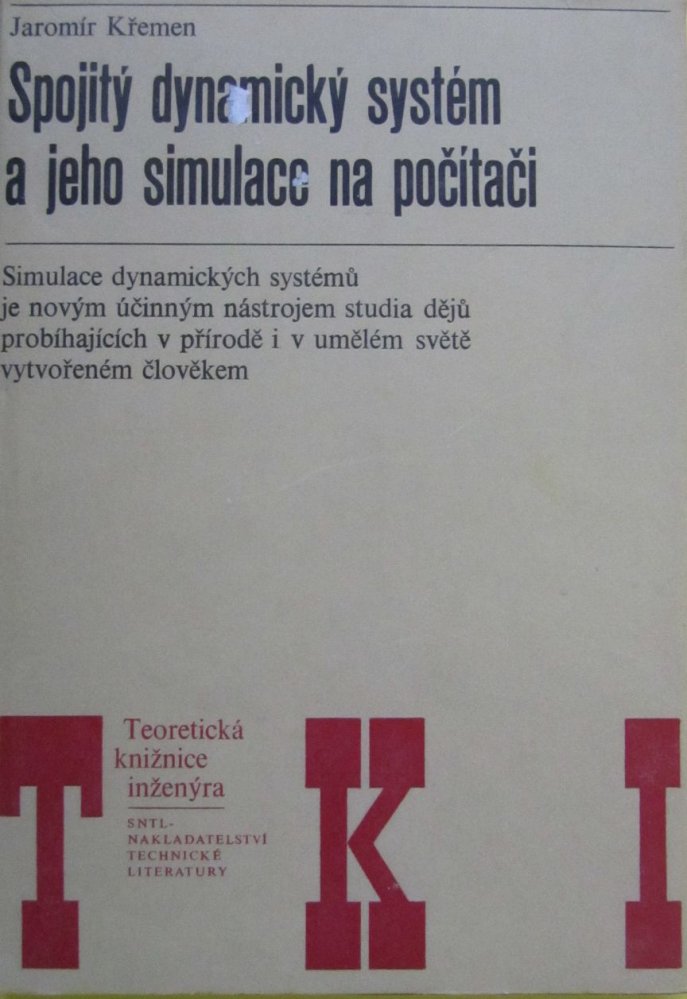 Jaromír Křemen
Spojitý dynamický systém
a jeho simulace na počítači
Simulace dynamických systémů
je novým účinným nástrojem studia dějů
probíhajících v přírodě i v umělém světě
vytvořeném člověkem
Teoretická
knižnice
inženýra
SNTL-
NAKLADATELSTVÍ
TECHNICKÉ
LITERATURY
T K I